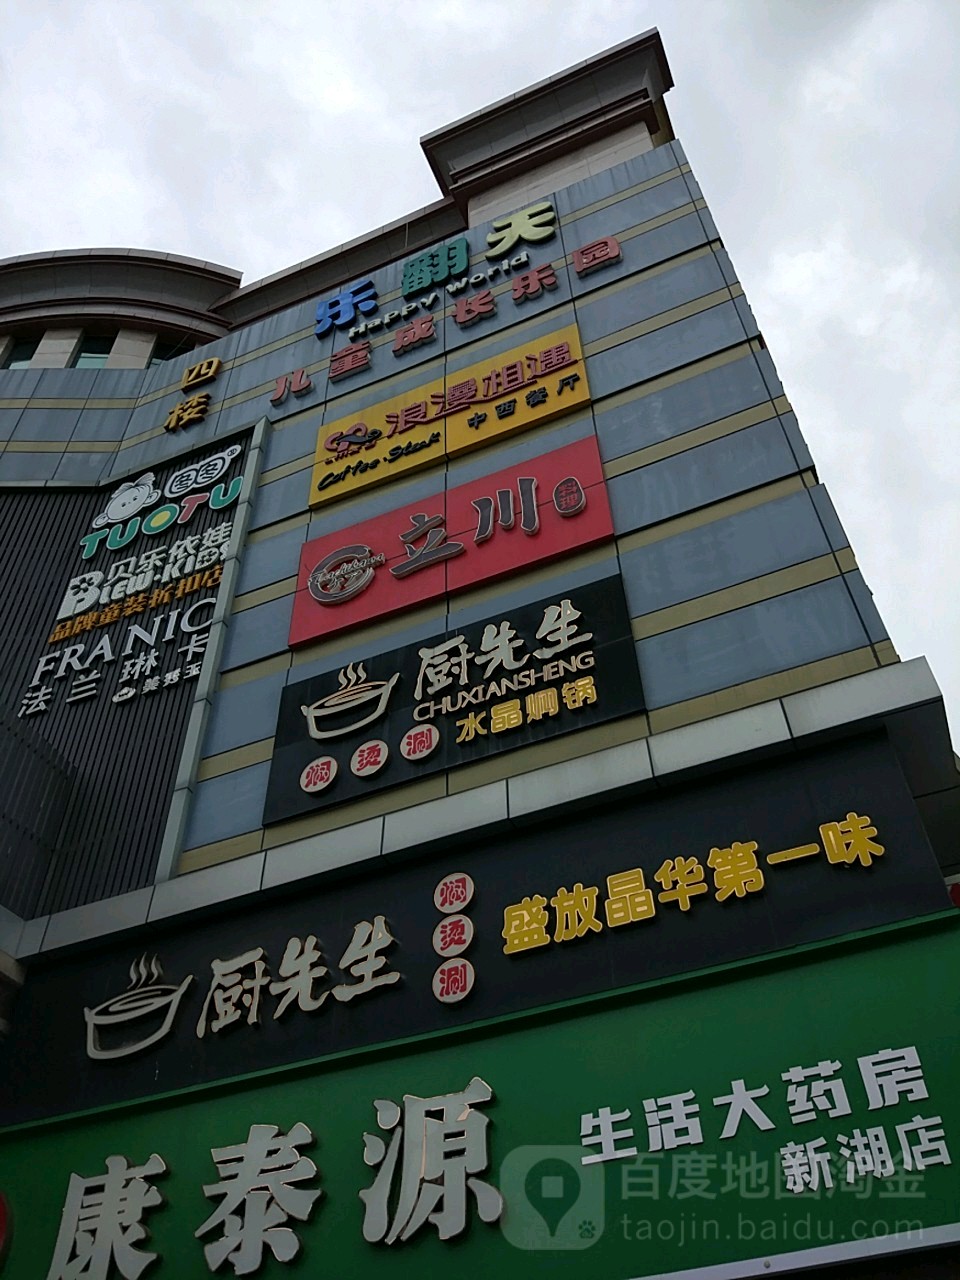 乐翻天
Happy World
儿童成长乐园
四楼
浪漫相遇
Coffee·Steak 中西餐厅
立川 料理
图图®
TUOTU
贝乐依娃
品牌童装折扣店
FRANIC
法兰琳卡
厨先生
CHUXIANSHENG
焖烫涮 水晶焖锅
厨先生 焖烫涮 盛放晶华第一味
康泰源 生活大药房
新湖店
百度地图淘金
taojin.baidu.com